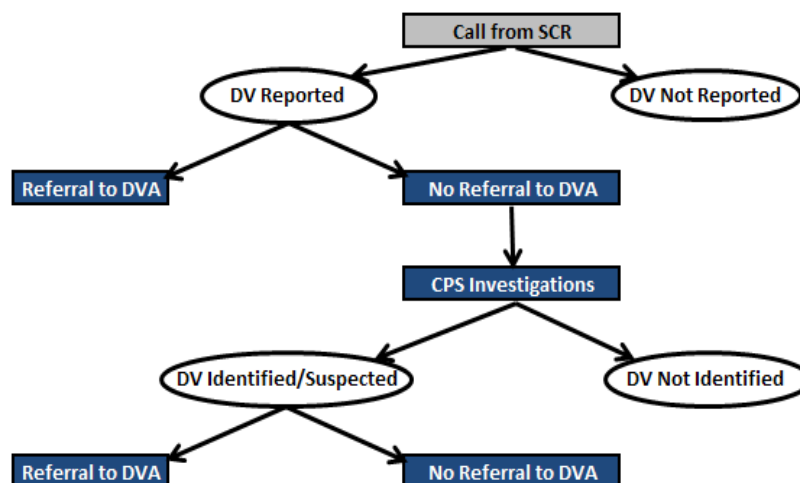 Call from SCR
DV Reported
DV Not Reported
Referral to DVA
No Referral to DVA
CPS Investigations
DV Identified/Suspected
DV Not Identified
Referral to DVA
No Referral to DVA